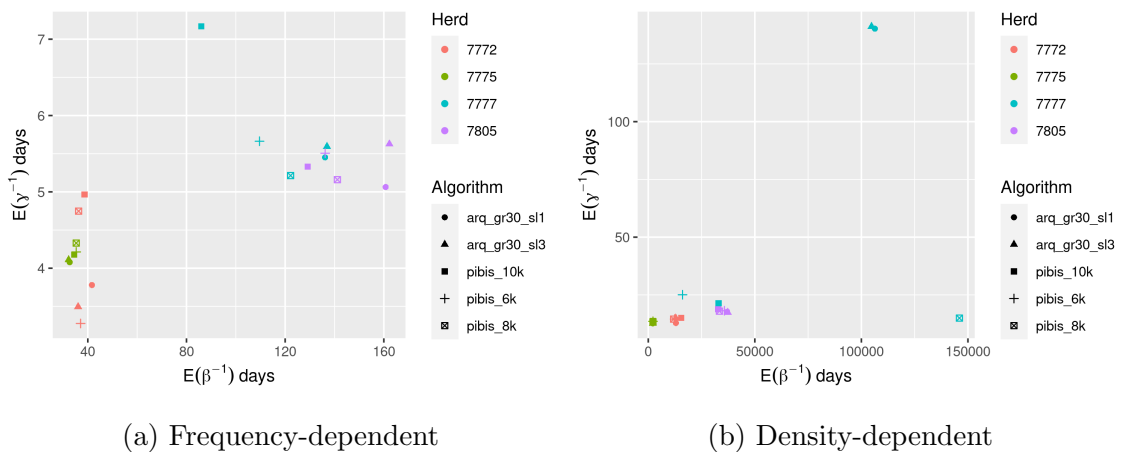 7
6
5
4
40
80
120
160
E(γ⁻¹) days
E(β⁻¹) days
Herd
7772
7775
7777
7805
Algorithm
arq_gr30_sl1
arq_gr30_sl3
pibis_10k
pibis_6k
pibis_8k
(a) Frequency-dependent
100
50
0
50000
100000
150000
E(γ⁻¹) days
E(β⁻¹) days
Herd
7772
7775
7777
7805
Algorithm
arq_gr30_sl1
arq_gr30_sl3
pibis_10k
pibis_6k
pibis_8k
(b) Density-dependent